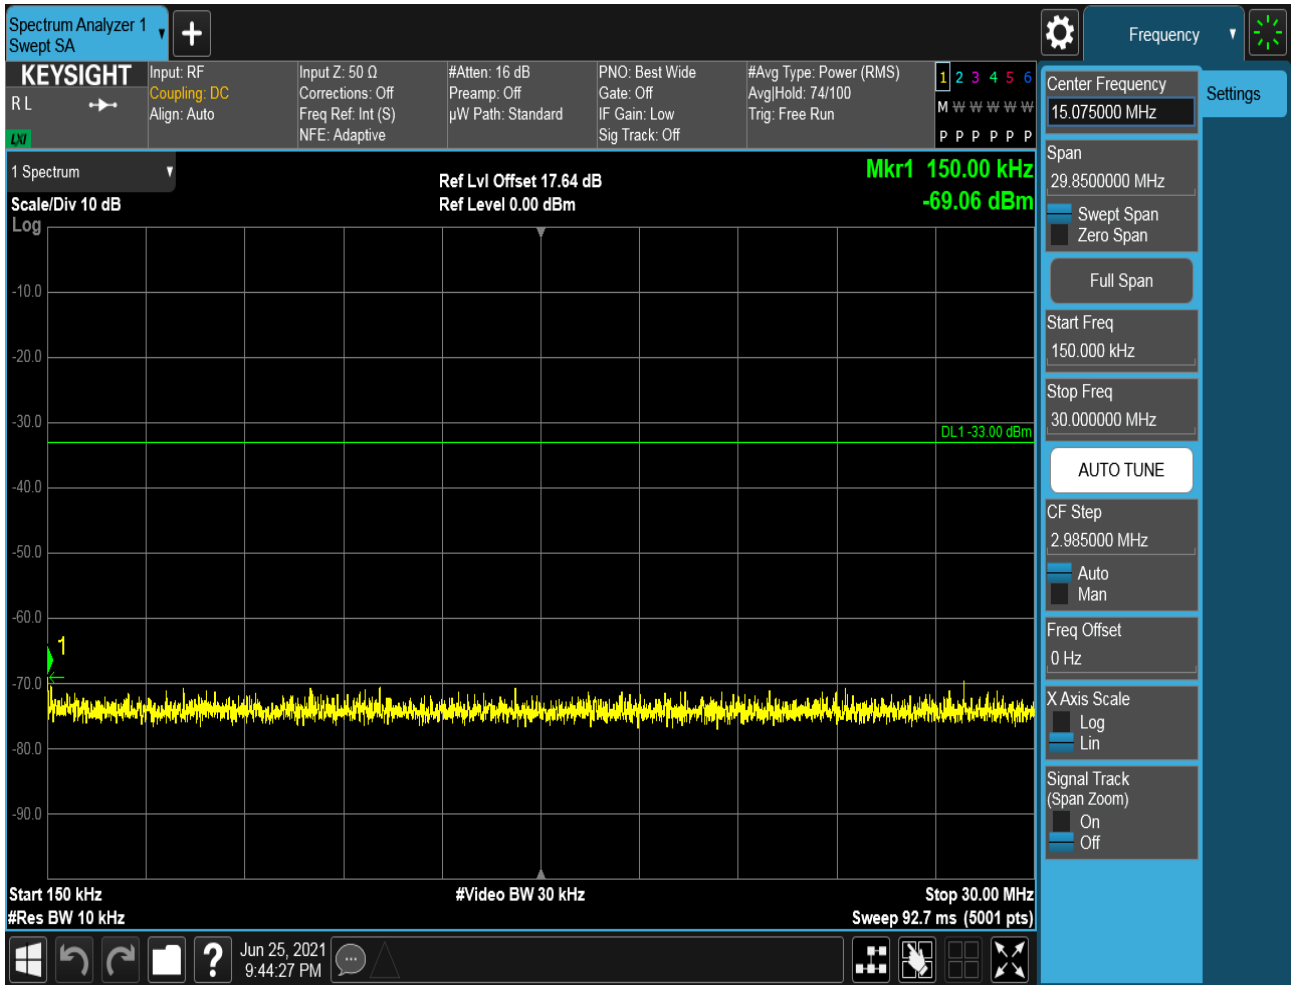 Spectrum Analyzer 1
Swept SA
Frequency
KEYSIGHT
R L
LXI
Input: RF
Coupling: DC
Align: Auto
Input Z: 50 Ω
Corrections: Off
Freq Ref: Int (S)
NFE: Adaptive
#Atten: 16 dB
Preamp: Off
µW Path: Standard
PNO: Best Wide
Gate: Off
IF Gain: Low
Sig Track: Off
#Avg Type: Power (RMS)
Avg|Hold: 74/100
Trig: Free Run
1 2 3 4 5 6
M W W W W W
P P P P P P
1 Spectrum
Scale/Div 10 dB
Log
Ref Lvl Offset 17.64 dB
Ref Level 0.00 dBm
Mkr1 150.00 kHz
-69.06 dBm
-10.0
-20.0
-30.0
DL1 -33.00 dBm
-40.0
-50.0
-60.0
1
-70.0
-80.0
-90.0
Start 150 kHz
#Video BW 30 kHz
Stop 30.00 MHz
#Res BW 10 kHz
Sweep 92.7 ms (5001 pts)
Jun 25, 2021
9:44:27 PM
Center Frequency
15.075000 MHz
Settings
Span
29.8500000 MHz
Swept Span
Zero Span
Full Span
Start Freq
150.000 kHz
Stop Freq
30.000000 MHz
AUTO TUNE
CF Step
2.985000 MHz
Auto
Man
Freq Offset
0 Hz
X Axis Scale
Log
Lin
Signal Track
(Span Zoom)
On
Off